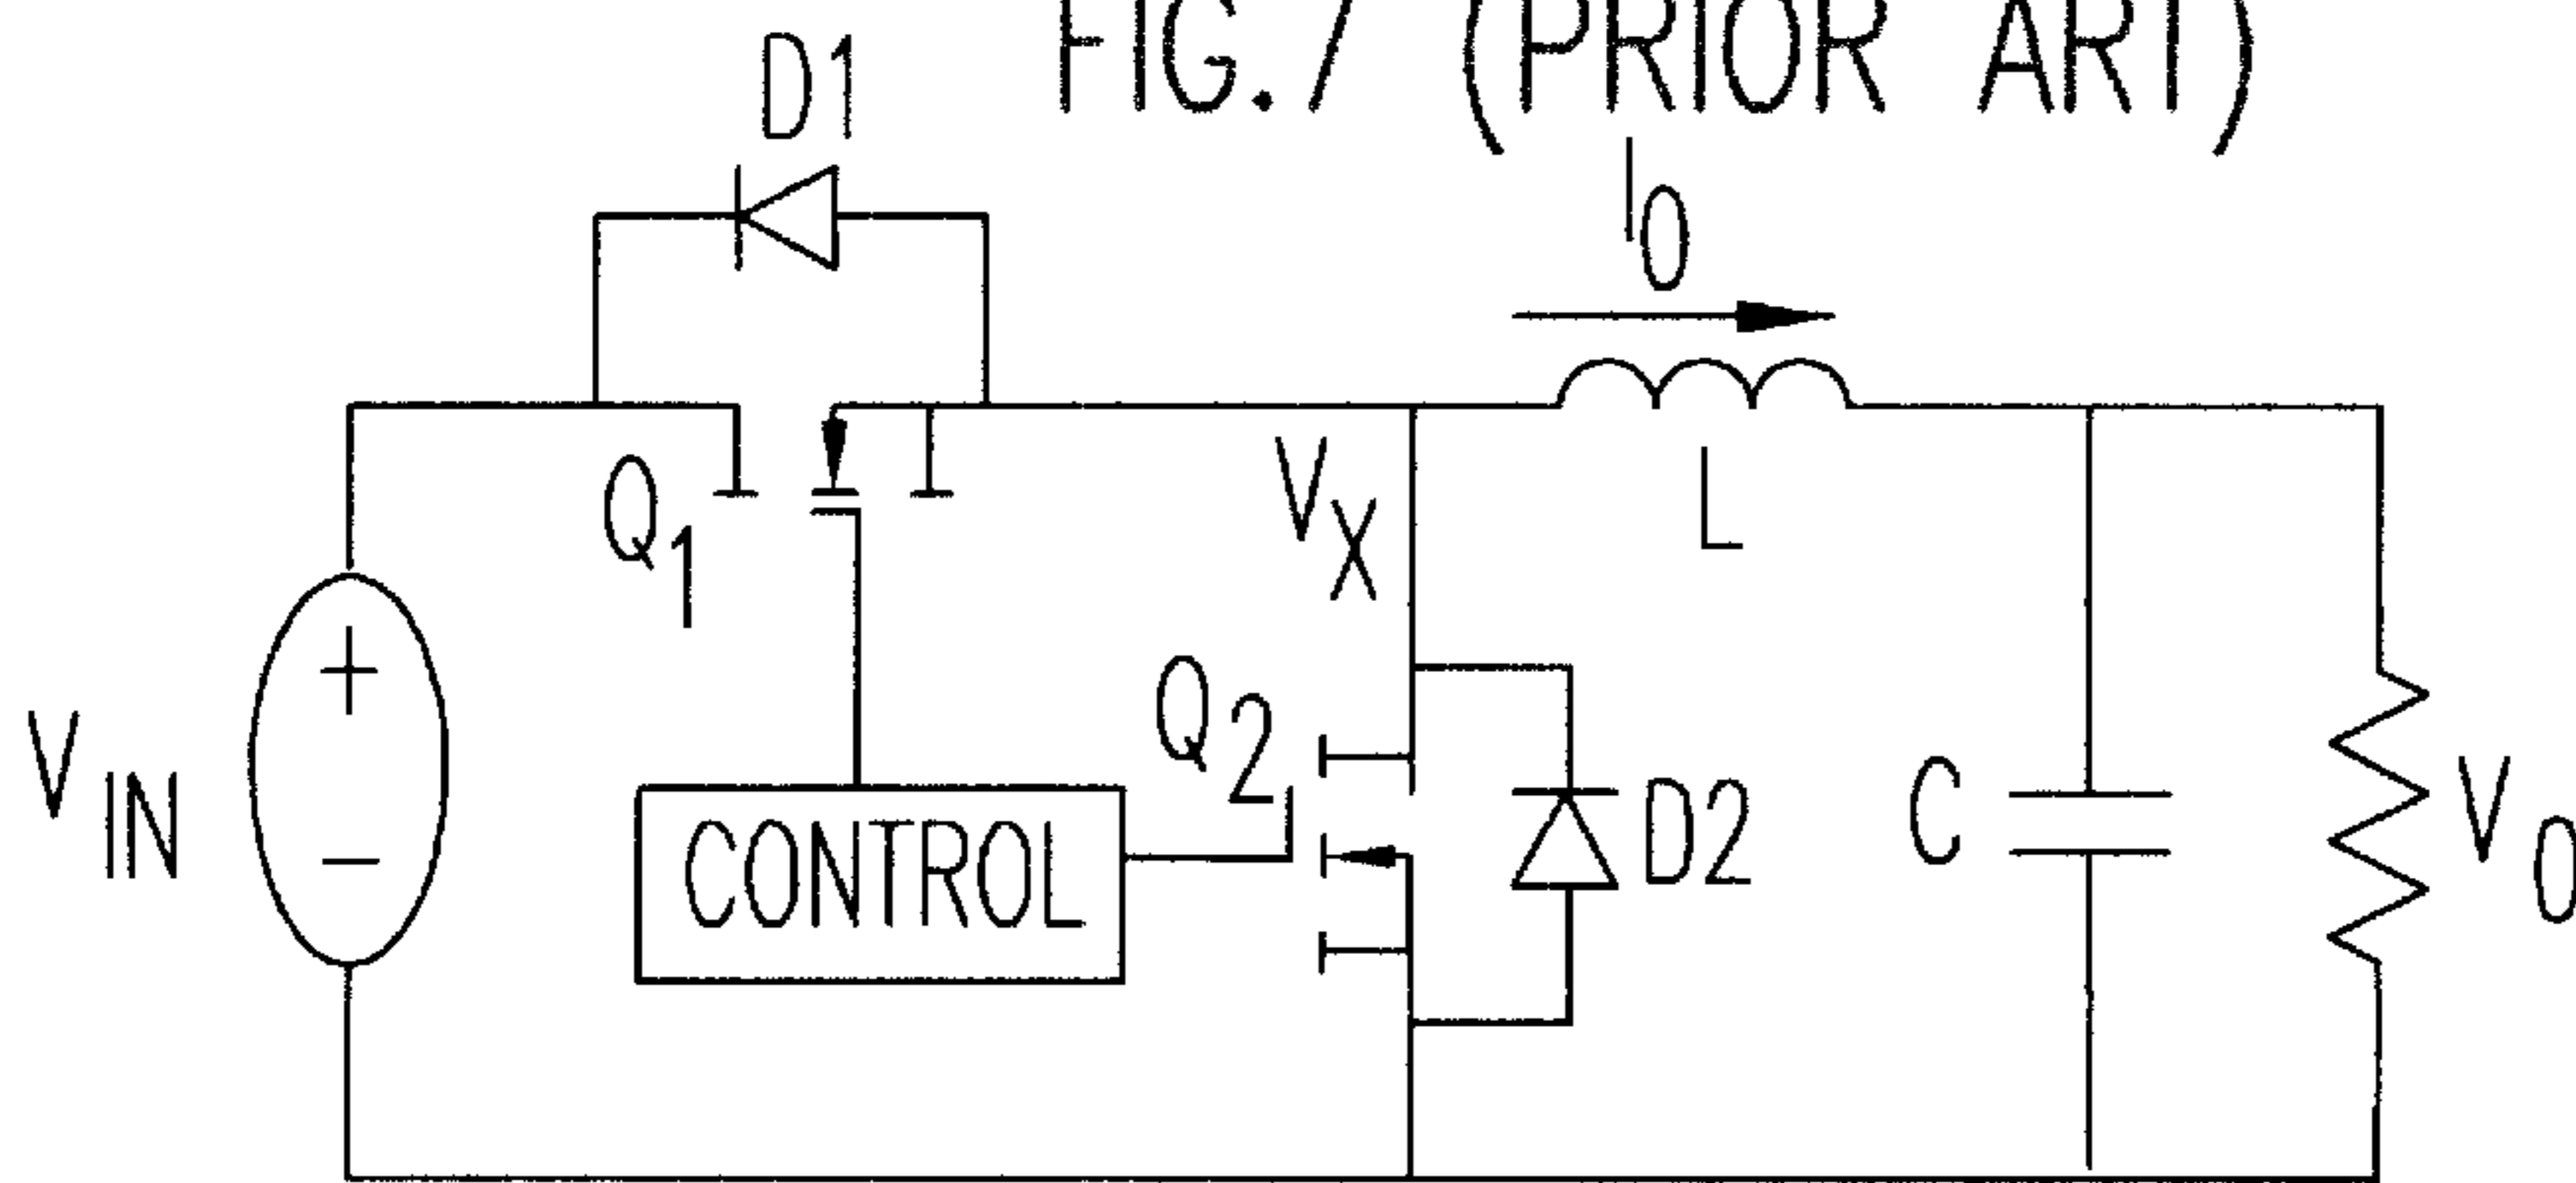 FIG. 7 (PRIOR ART)
D1
I0
Q1
VX
L
VIN
Q2
CONTROL
D2
C
VO